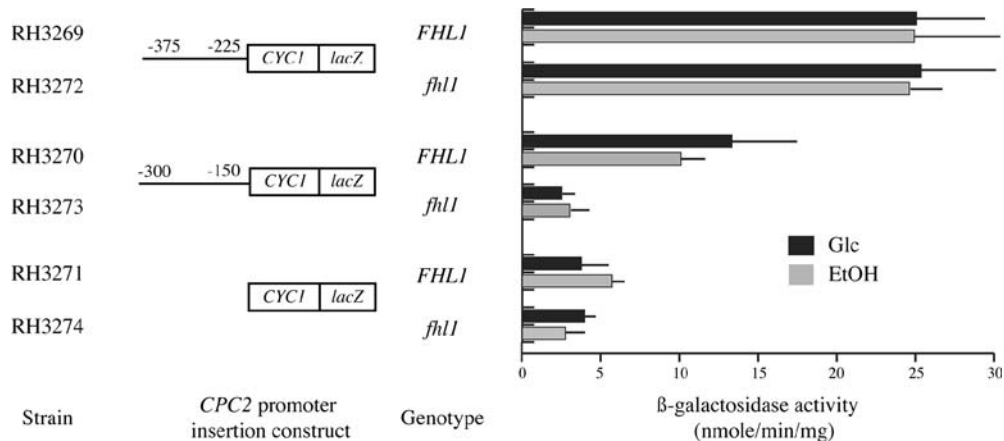 RH3269
-375 -225
CYC1 lacZ
FHL1
RH3272
fhl1
RH3270
-300 -150
CYC1 lacZ
FHL1
RH3273
fhl1
RH3271
CYC1 lacZ
FHL1
RH3274
fhl1
Glc
EtOH
0 5 10 15 20 25 30
Strain
CPC2 promoter
insertion construct
Genotype
ß-galactosidase activity
(nmole/min/mg)